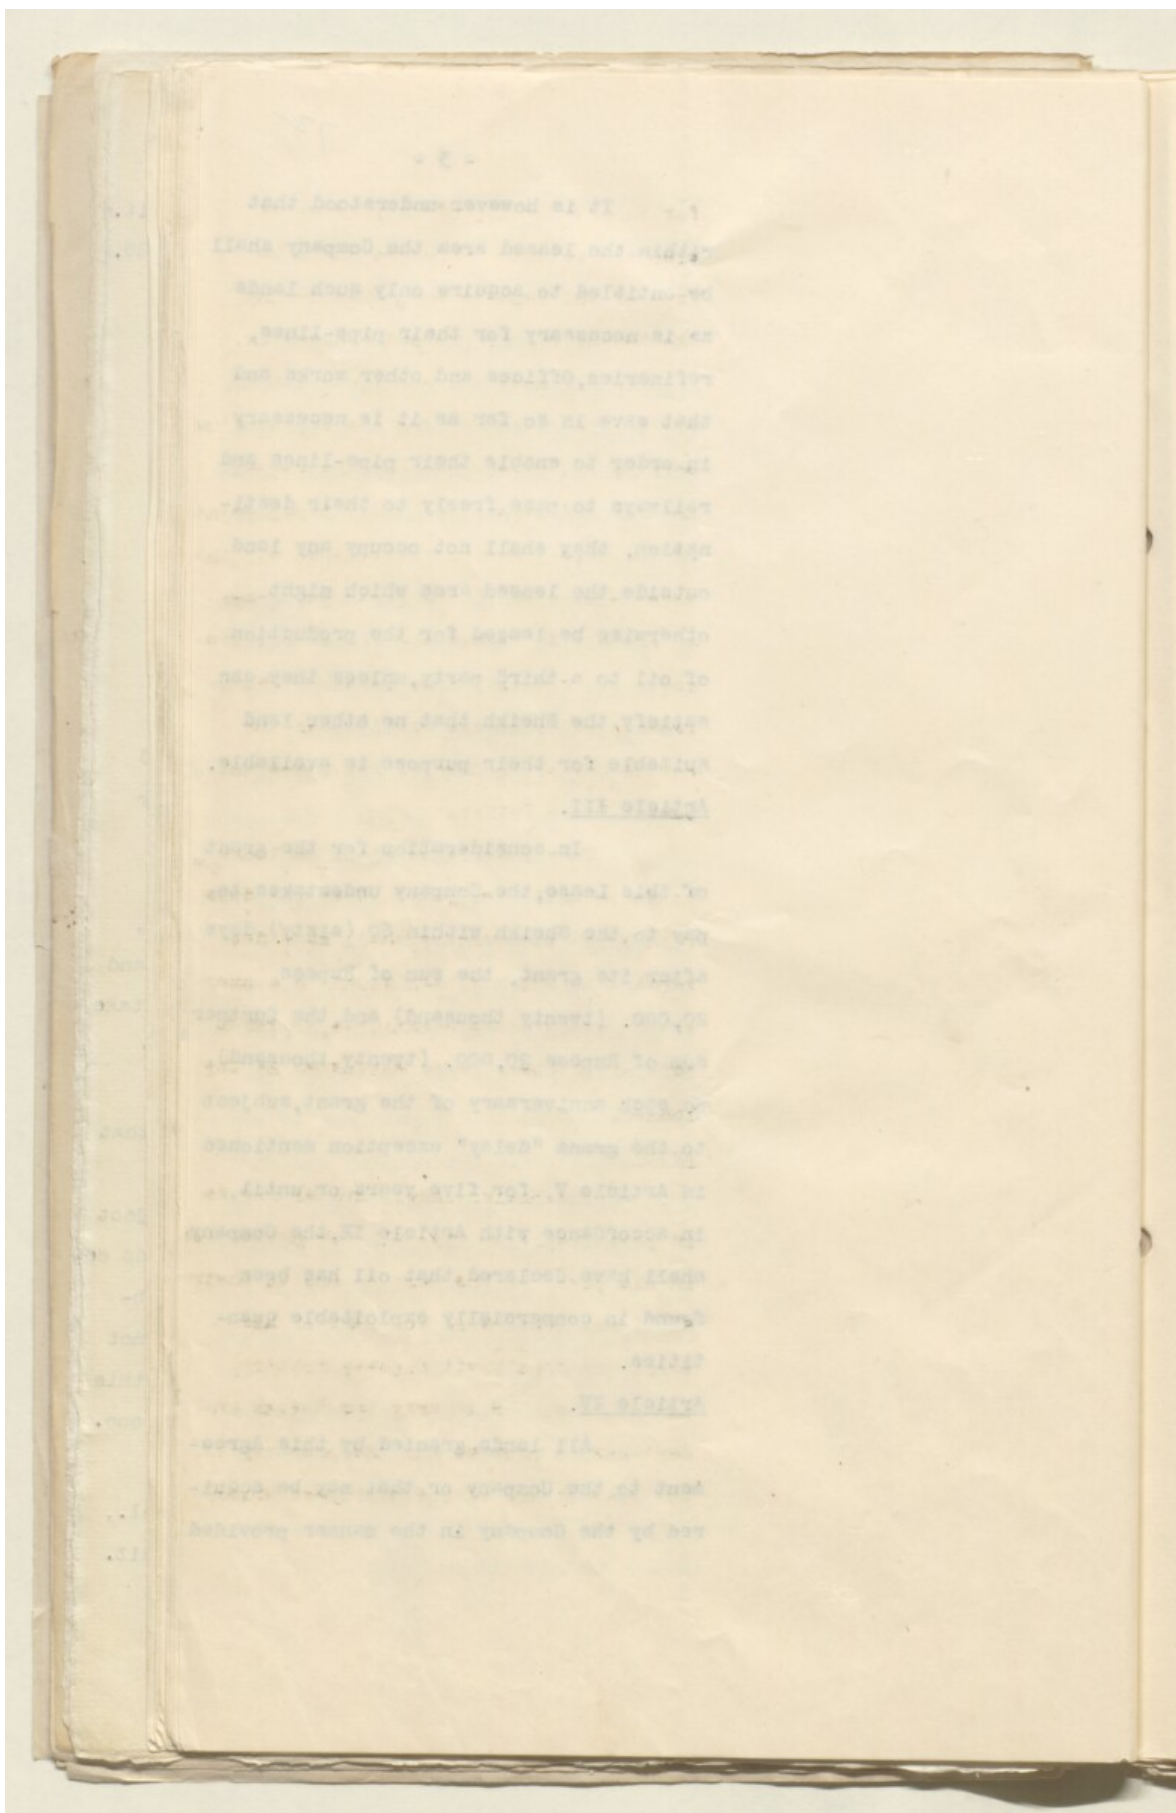 - 3 -
It is however understood that
within the leased area the Company shall
be entitled to acquire only such lands
as is necessary for their pipe-lines,
refineries,Offices and other works and
that save in so far as it is necessary
in order to enable their pipe-lines and
railways to pass freely to their desti-
nation, they shall not occupy any land
outside the leased area which might
otherwise be leased for the production
of oil to a third party,unless they can
satisfy the Sheikh that no other land
suitable for their purpose is available.
Article III.
In consideration for the grant
of this Lease,the Company undertakes to
pay to the Sheikh within 60 (sixty) days
after its grant, the sum of Rupees
20,000. (twenty thousand) and the further
sum of Rupees 20,000. (twenty thousand)
on each anniversary of the grant,subject
to the "delay" exception mentioned
in Article V, for five years or until
in accordance with Article IX,the Company
shall have declared that oil has been
found in commercially exploitable quan-
tities.
Article IV.
All lands granted by this Agree-
ment to the Company or that may be acqui-
red by the Company in the manner provided
and
take
that
not
this